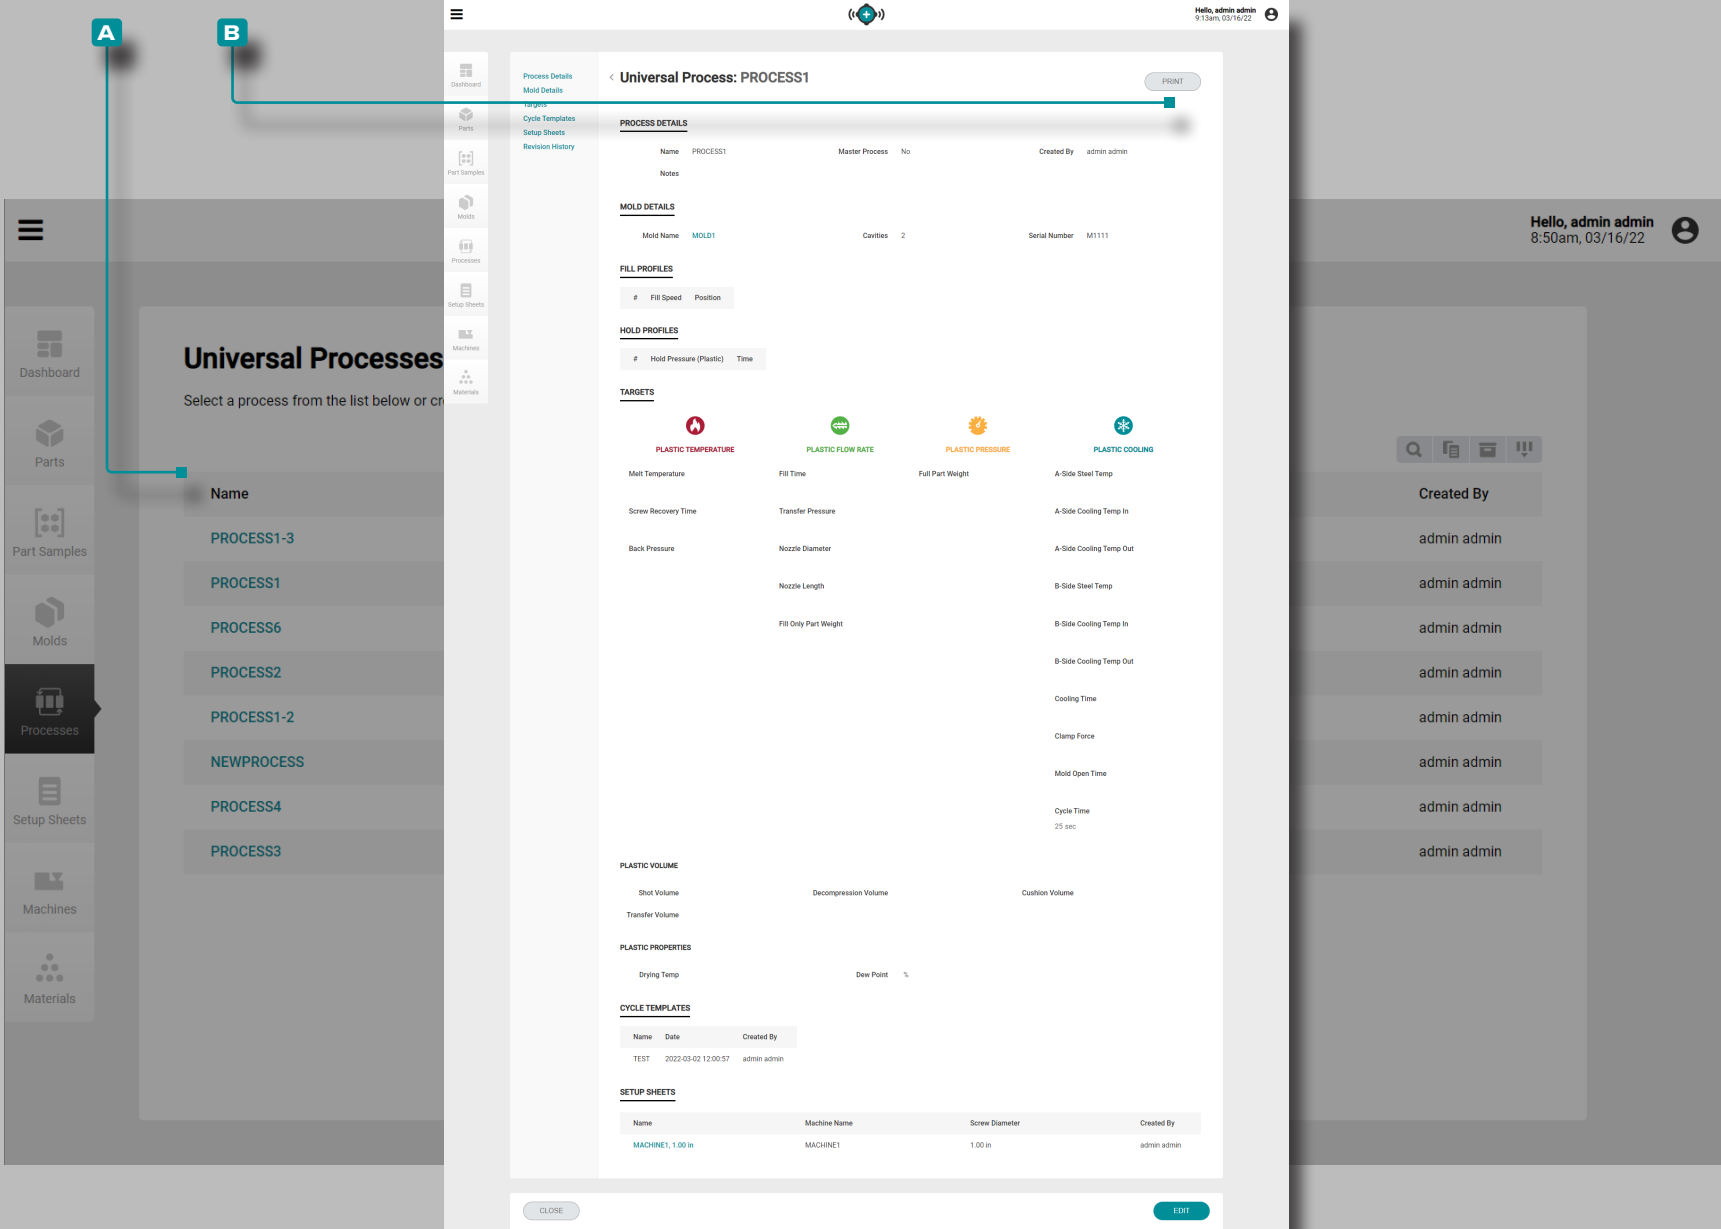 A
B
Hello, admin admin
9:13am, 03/16/22
Dashboard
Parts
Part Samples
Molds
Processes
Setup Sheets
Machines
Materials
Process Details
Mold Details
Targets
Cycle Templates
Setup Sheets
Revision History
< Universal Process: PROCESS1
PRINT
PROCESS DETAILS
Name PROCESS1 Master Process No Created By admin admin
Notes
MOLD DETAILS
Mold Name MOLD1 Cavities 2 Serial Number M1111
FILL PROFILES
# Fill Speed Position
HOLD PROFILES
# Hold Pressure (Plastic) Time
TARGETS
PLASTIC TEMPERATURE PLASTIC FLOW RATE PLASTIC PRESSURE PLASTIC COOLING
Melt Temperature Fill Time Full Part Weight A-Side Steel Temp
Screw Recovery Time Transfer Pressure A-Side Cooling Temp In
Back Pressure Nozzle Diameter A-Side Cooling Temp Out
Nozzle Length B-Side Steel Temp
Fill Only Part Weight B-Side Cooling Temp In
B-Side Cooling Temp Out
Cooling Time
Clamp Force
Mold Open Time
Cycle Time
25 sec
PLASTIC VOLUME
Shot Volume Decompression Volume Cushion Volume
Transfer Volume
PLASTIC PROPERTIES
Drying Temp Dew Point %
CYCLE TEMPLATES
Name Date Created By
TEST 2022-03-02 12:00:57 admin admin
SETUP SHEETS
Name Machine Name Screw Diameter Created By
MACHINE1, 1.00 in MACHINE1 1.00 in admin admin
CLOSE
EDIT
Hello, admin admin
8:50am, 03/16/22
Dashboard
Parts
Part Samples
Molds
Processes
Setup Sheets
Machines
Materials
Universal Processes
Select a process from the list below or cr
Name Created By
PROCESS1-3 admin admin
PROCESS1 admin admin
PROCESS6 admin admin
PROCESS2 admin admin
PROCESS1-2 admin admin
NEWPROCESS admin admin
PROCESS4 admin admin
PROCESS3 admin admin